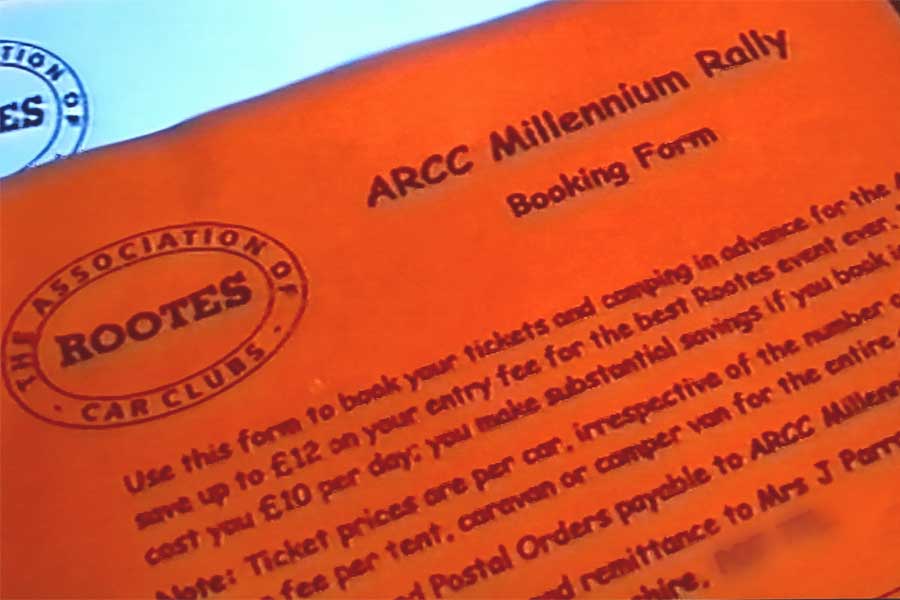 TION OF
ES
ARCC Millennium Rally
Booking Form
THE ASSOCIATION OF
ROOTES
CAR CLUBS
Use this form to book your tickets and camping in advance for the A
save up to £12 on your entry fee for the best Rootes event ever.
cost you £10 per day; you make substantial savings if you book i
Note: Ticket prices are per car, irrespective of the number o
fee per tent, caravan or camper van for the entire
d Postal Orders payable to ARCC Millenni
nd remittance to Mrs J Parr
shire.